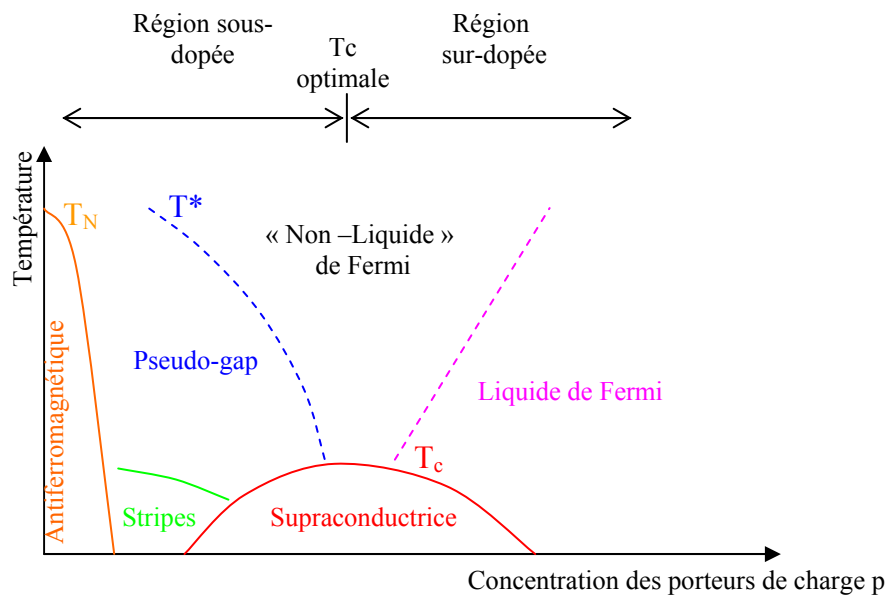 Région sous-
dopée
Tc
optimale
Région
sur-dopée
Température
T_N
T*
« Non –Liquide »
de Fermi
Antiferromagnétique
Pseudo-gap
Liquide de Fermi
T_c
Stripes
Supraconductrice
Concentration des porteurs de charge p